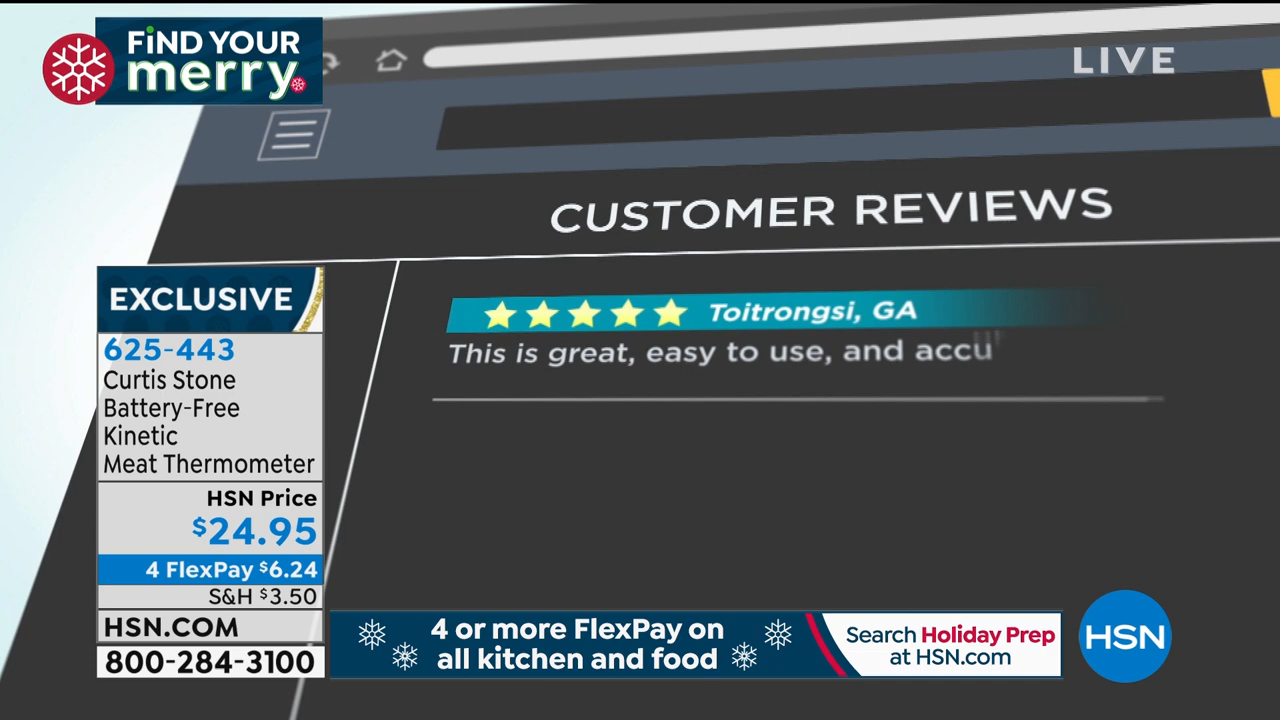 FiND YOUR
merry
LIVE
CUSTOMER REVIEWS
Toitrongsi, GA
This is great, easy to use, and
EXCLUSIVE
625-443
Curtis Stone
Battery-Free
Kinetic
Meat Thermometer
HSN Price
$24.95
4 FlexPay $6.24
S&H $3.50
HSN.COM
800-284-3100
4 or more FlexPay on
all kitchen and food
Search Holiday Prep
at HSN.com
HSN